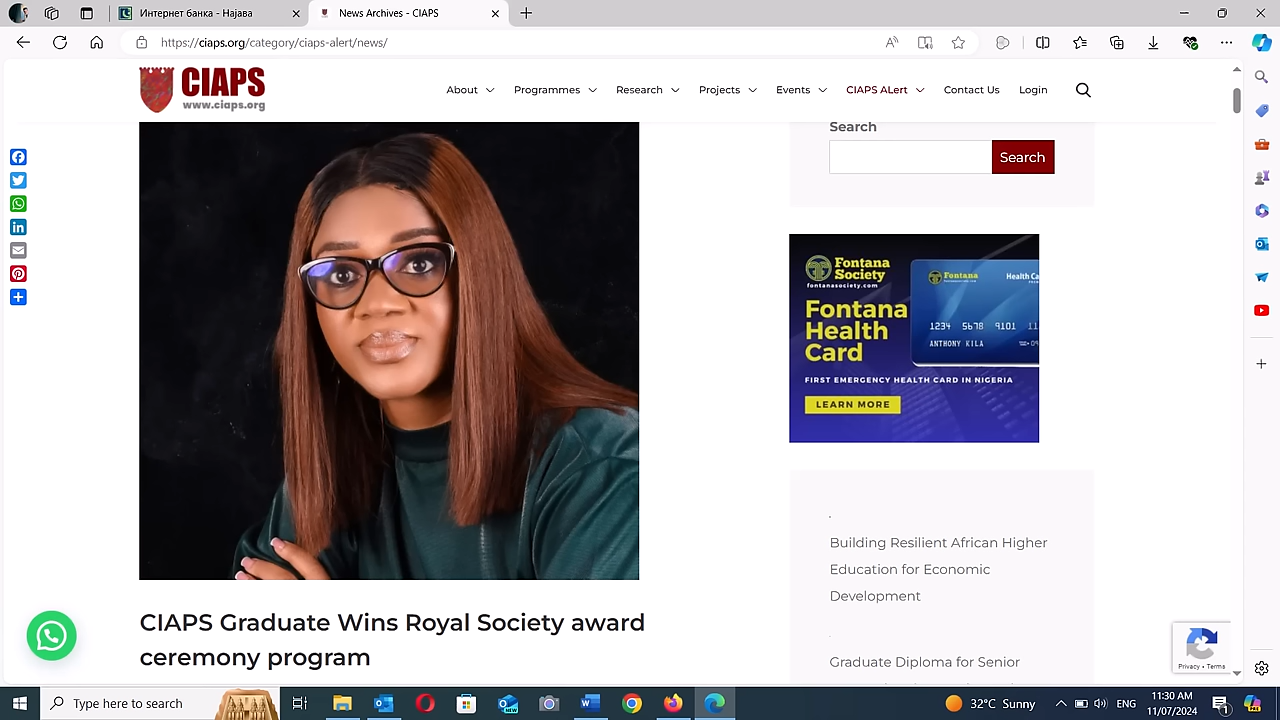 Интернет банка - Најава
News Archives - CIAPS
https://ciaps.org/category/ciaps-alert/news/
CIAPS
www.ciaps.org
About
Programmes
Research
Projects
Events
CIAPS ALert
Contact Us
Login
Search
Search
Fontana
Society
fontanasociety.com
Fontana
Health
Card
Fontana
Health Ca
1234 5678 9101 11
ANTHONY KILA
FIRST EMERGENCY HEALTH CARD IN NIGERIA
LEARN MORE
Building Resilient African Higher
Education for Economic
Development
Graduate Diploma for Senior
CIAPS Graduate Wins Royal Society award
ceremony program
Privacy • Terms
Type here to search
32°C Sunny
ENG
11:30 AM
11/07/2024